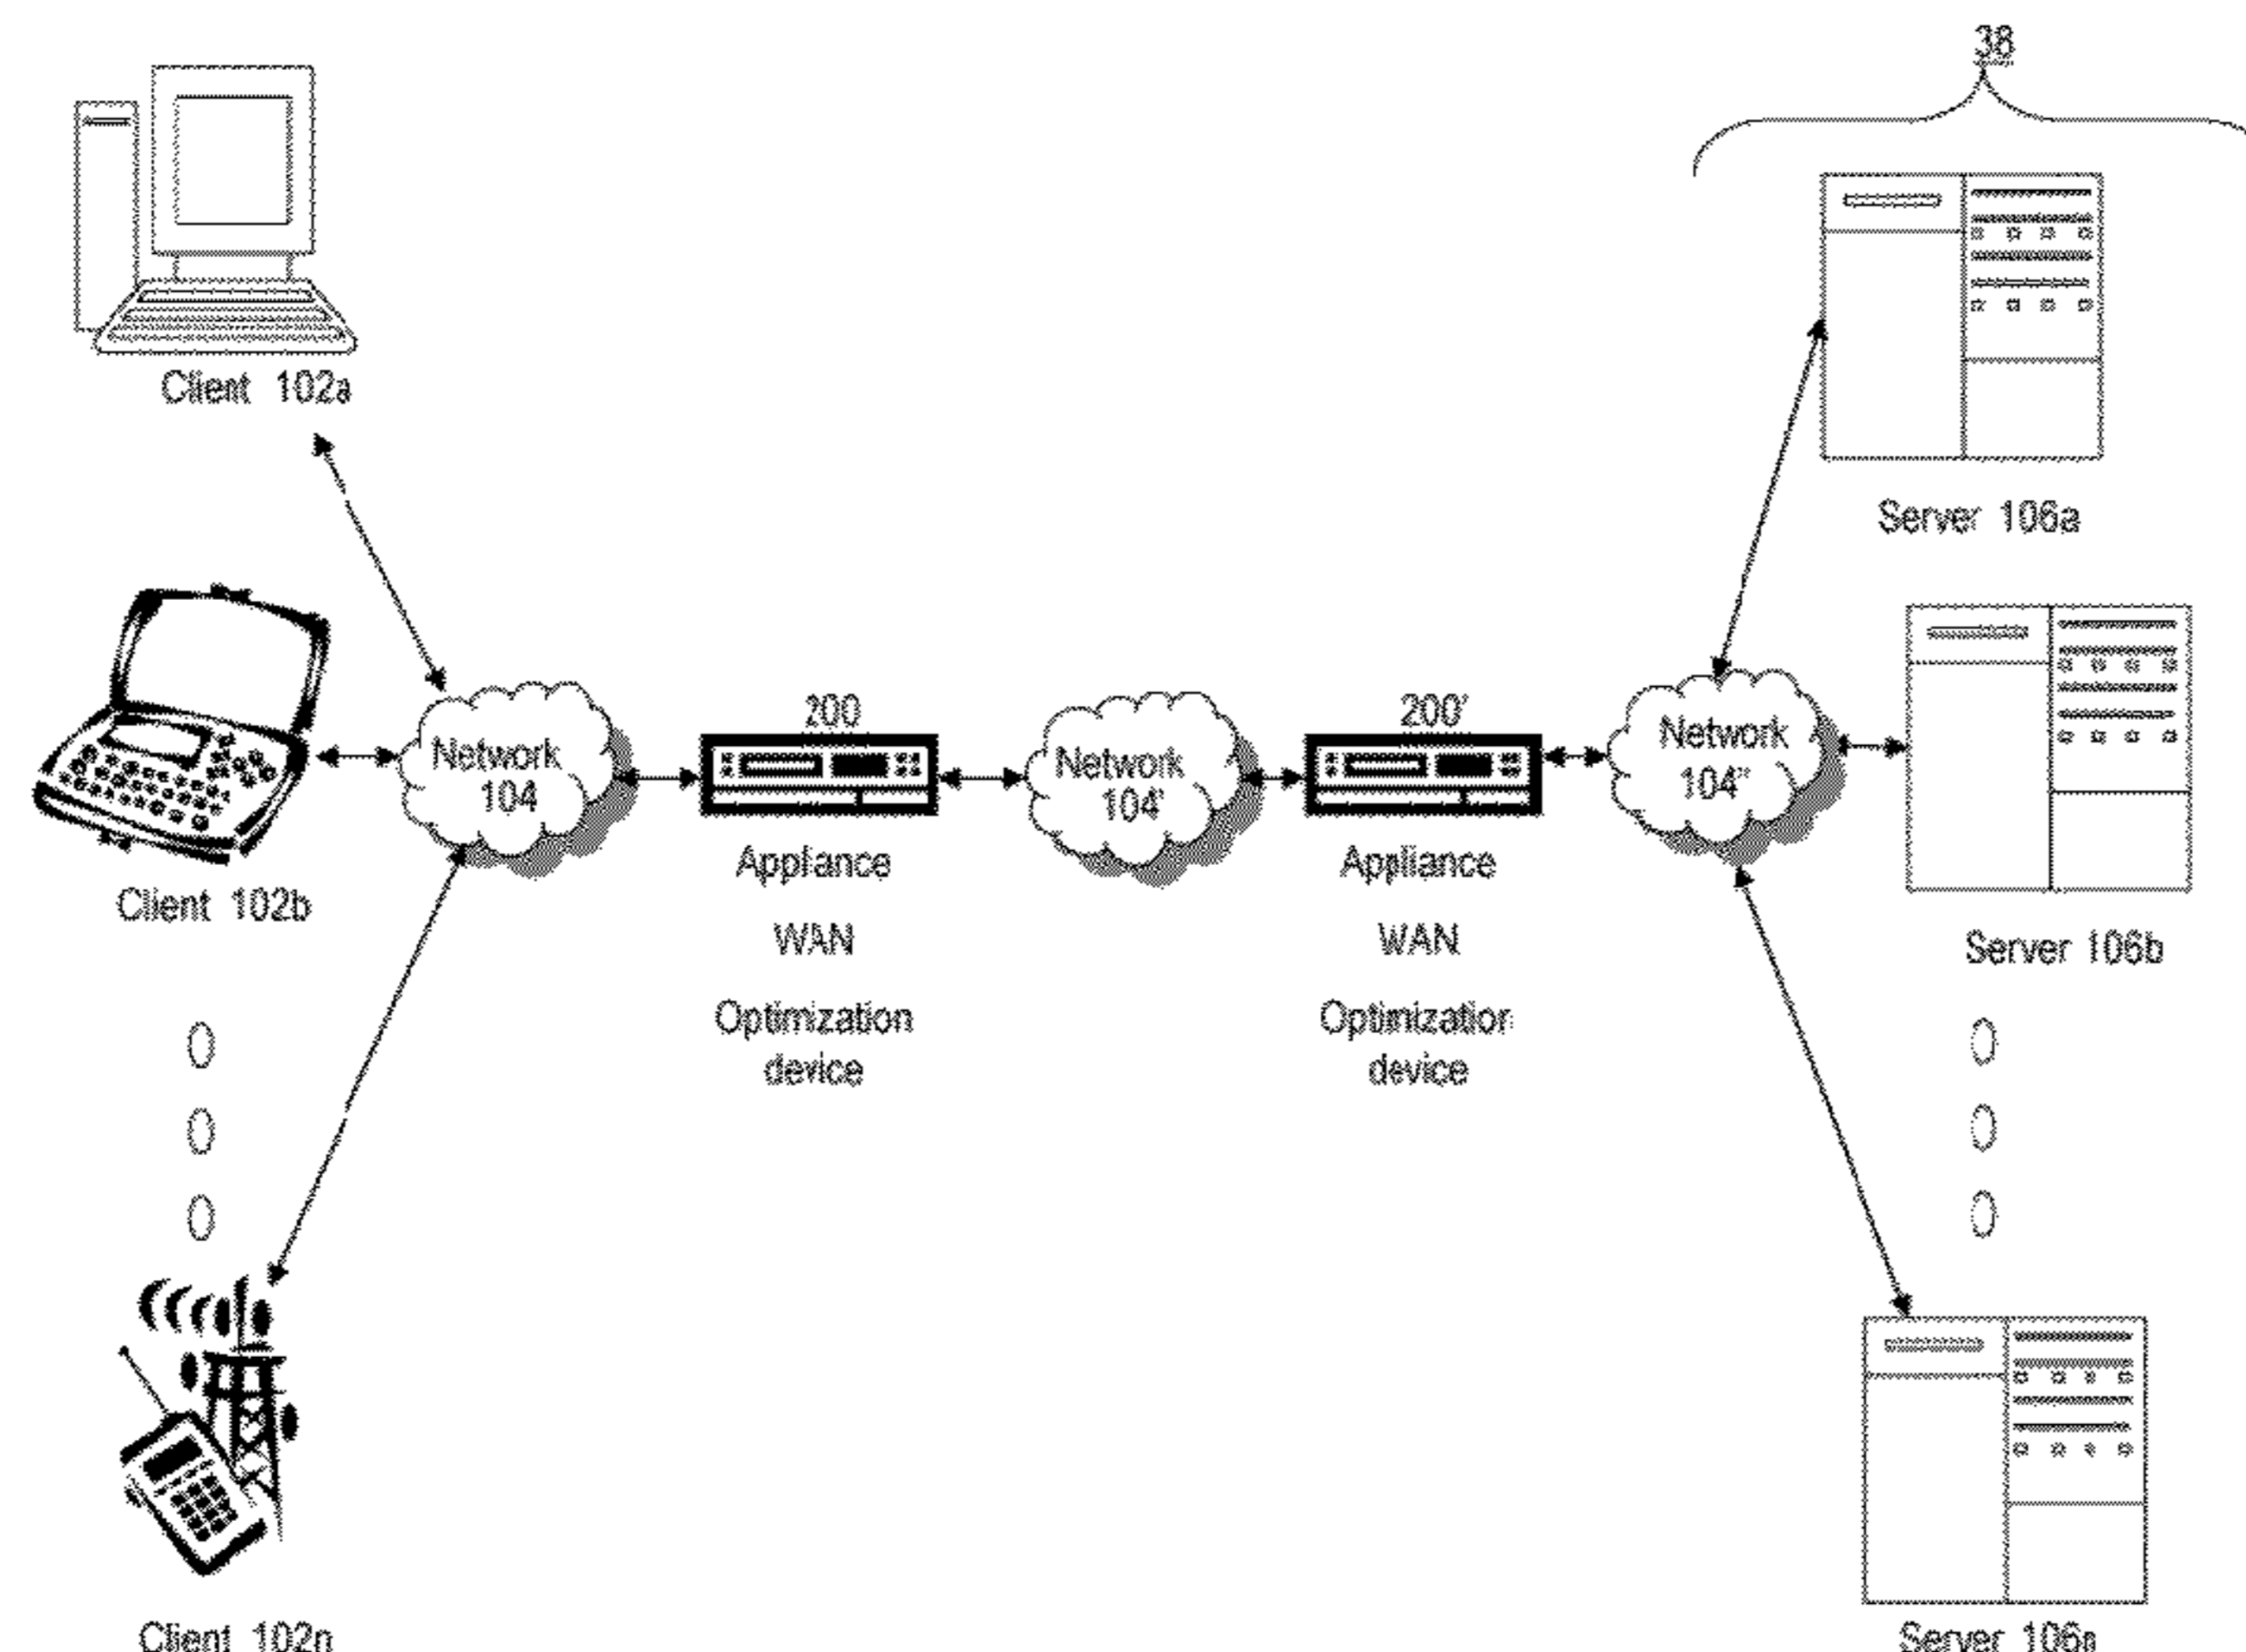 38
Client 102a
Server 106a
200
200'
Network
104
Network
104'
Network
104''
Appliance
WAN
Optimization
device
Appliance
WAN
Optimization
device
Client 102b
Server 106b
Client 102n
Server 106n